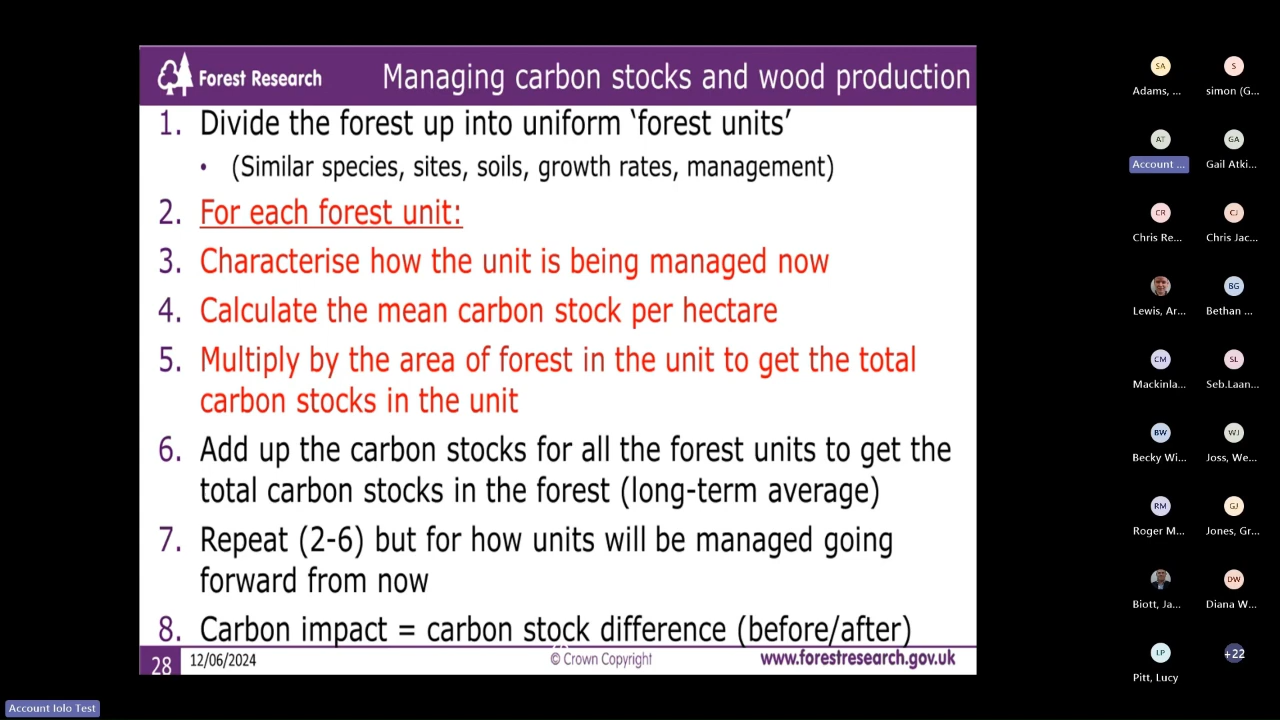 Forest Research
Managing carbon stocks and wood production
1. Divide the forest up into uniform ‘forest units’
• (Similar species, sites, soils, growth rates, management)
2. For each forest unit:
3. Characterise how the unit is being managed now
4. Calculate the mean carbon stock per hectare
5. Multiply by the area of forest in the unit to get the total
carbon stocks in the unit
6. Add up the carbon stocks for all the forest units to get the
total carbon stocks in the forest (long-term average)
7. Repeat (2-6) but for how units will be managed going
forward from now
8. Carbon impact = carbon stock difference (before/after)
28
12/06/2024
© Crown Copyright
www.forestresearch.gov.uk
SA
Adams, ...
S
simon (G...
AT
Account ...
GA
Gail Atki...
CR
Chris Re...
CJ
Chris Jac...
Lewis, Ar...
BG
Bethan ...
CM
Mackinla...
SL
Seb.Laan...
BW
Becky Wi...
WJ
Joss, We...
RM
Roger M...
GJ
Jones, Gr...
Biott, Ja...
DW
Diana W...
LP
Pitt, Lucy
+22
Account Iolo Test